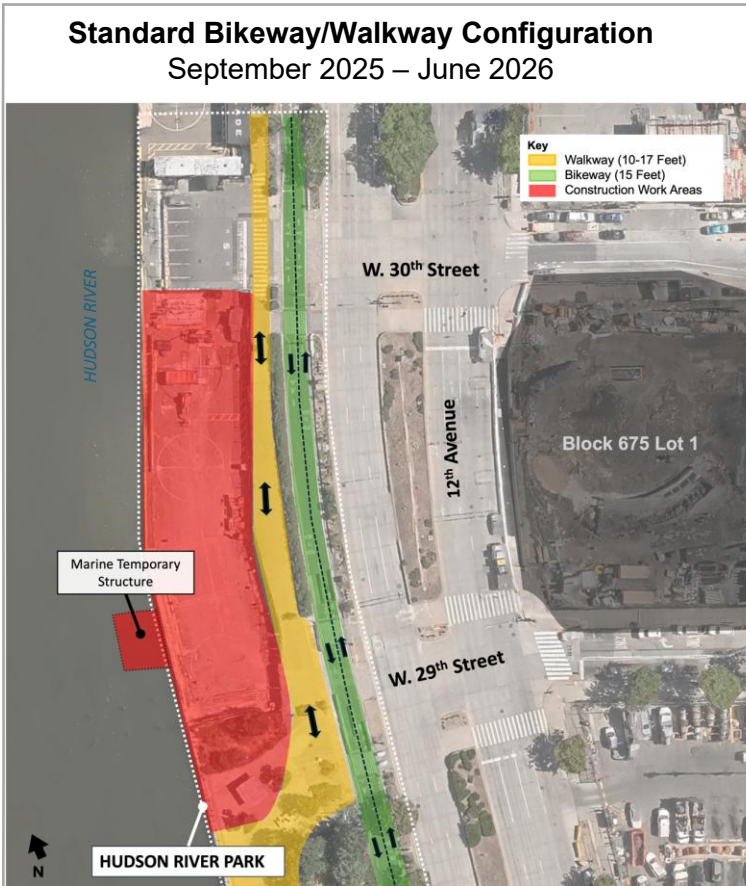 Standard Bikeway/Walkway Configuration
September 2025 – June 2026
Key
Walkway (10-17 Feet)
Bikeway (15 Feet)
Construction Work Areas
W. 30th Street
HUDSON RIVER
12th Avenue
Block 675 Lot 1
Marine Temporary
Structure
W. 29th Street
HUDSON RIVER PARK
N